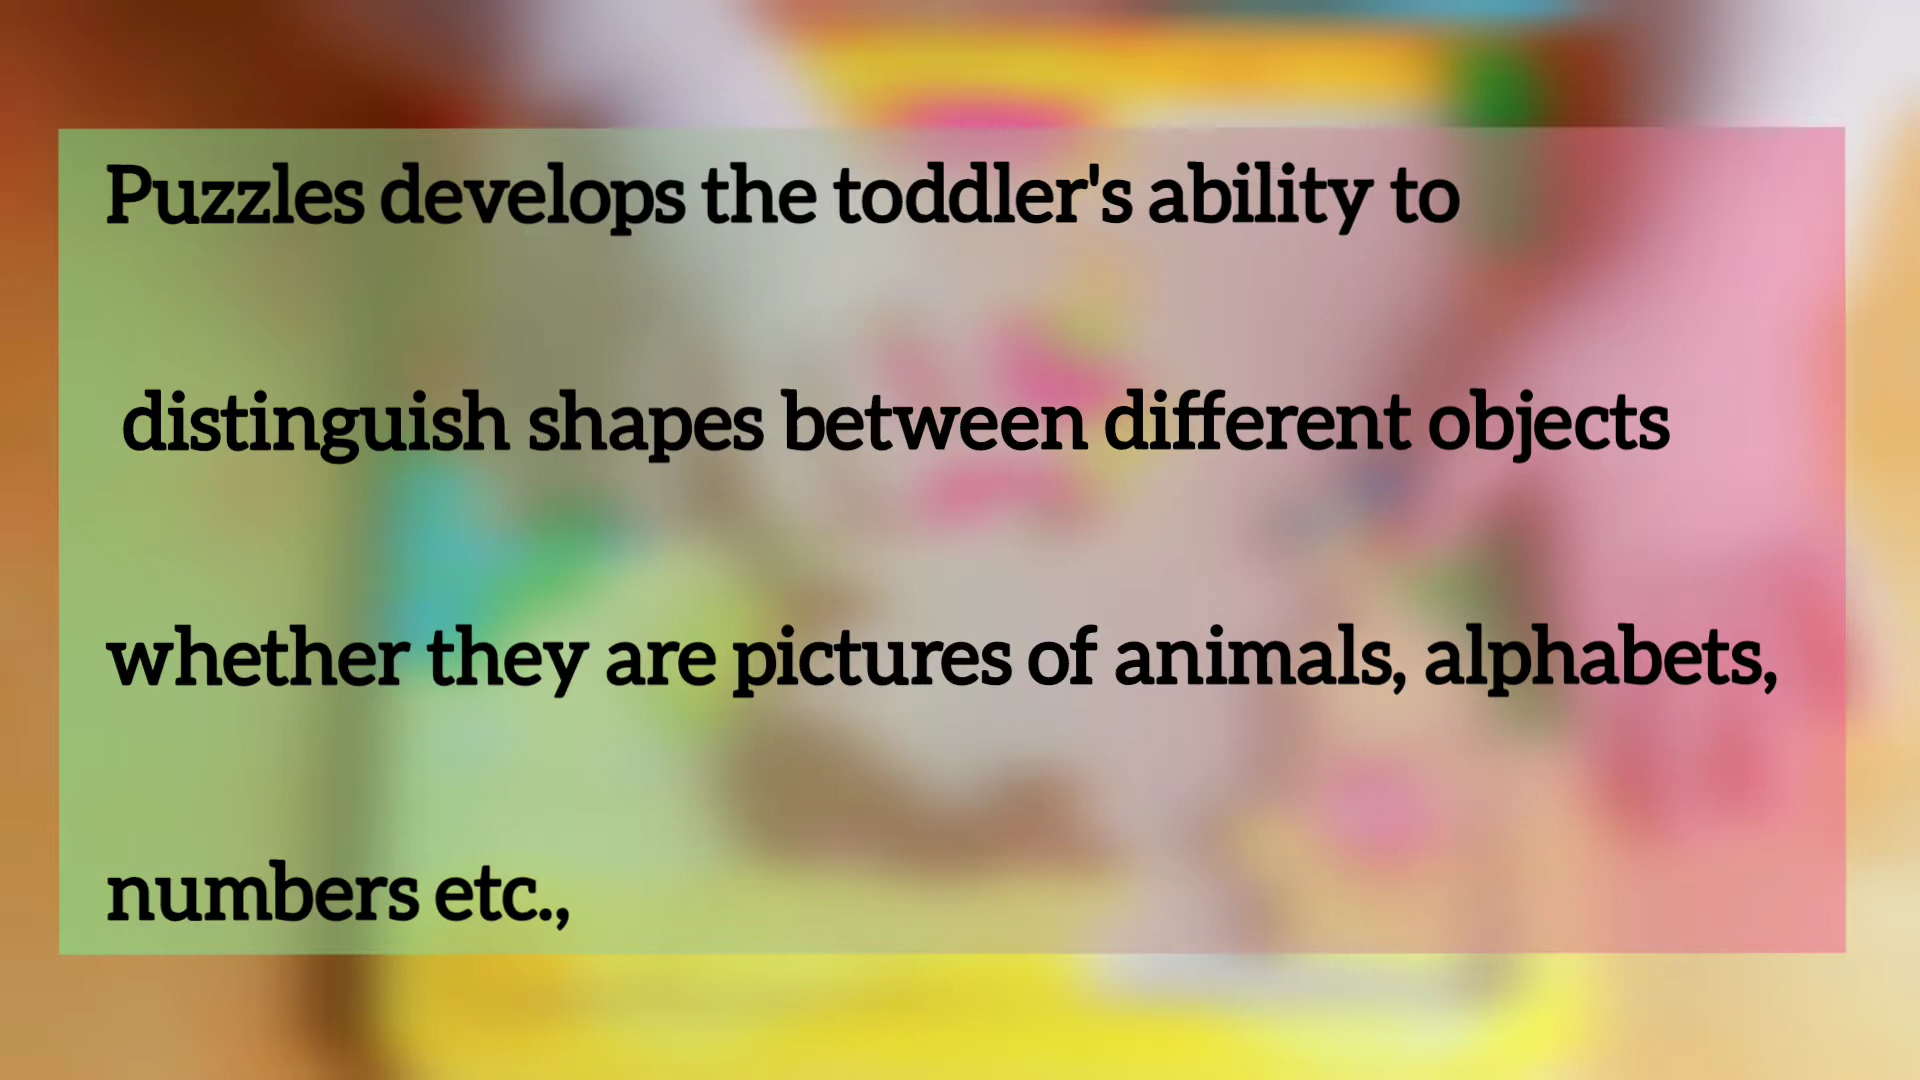 Puzzles develops the toddler's ability to
distinguish shapes between different objects
whether they are pictures of animals, alphabets,
numbers etc.,